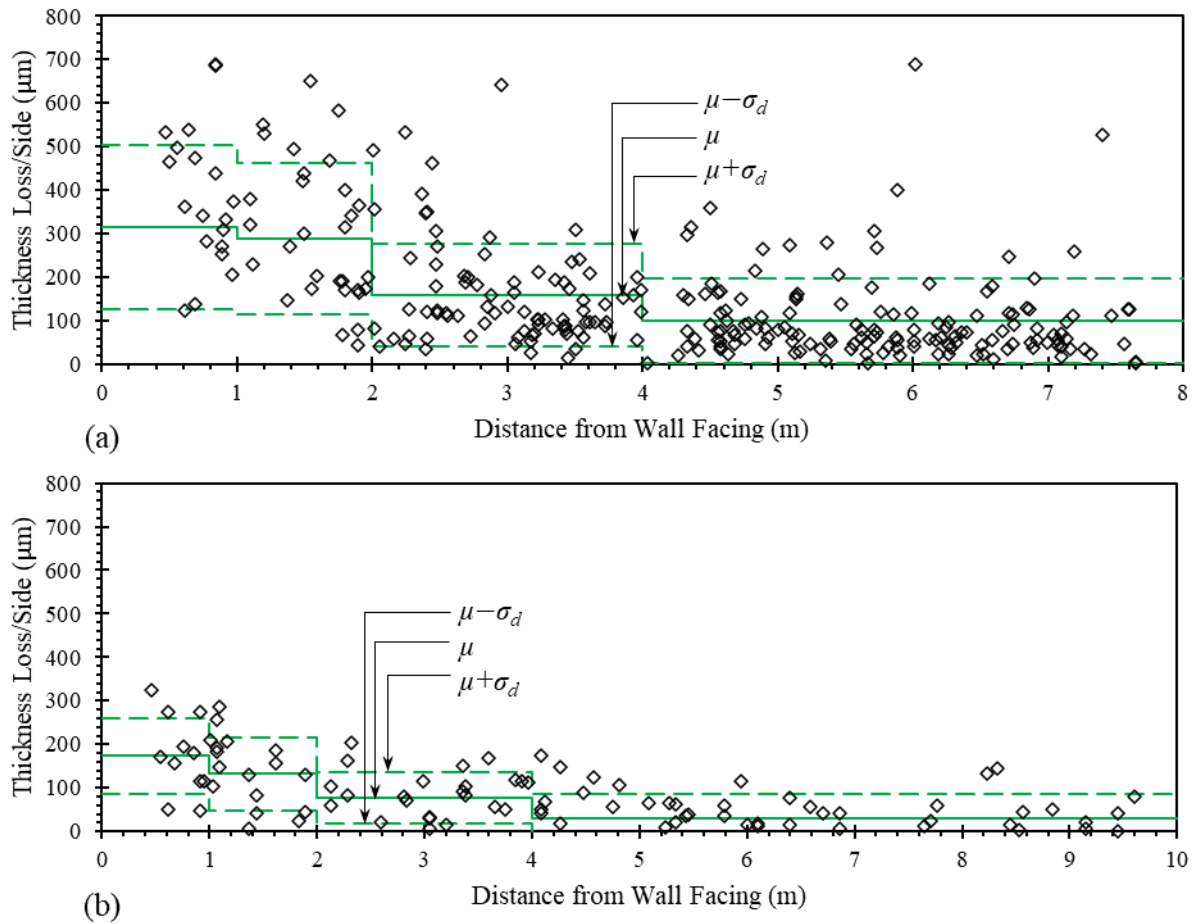 800
700
600
500
400
300
200
100
0
Thickness Loss/Side (μm)
μ−σd
μ
μ+σd
0 1 2 3 4 5 6 7 8
Distance from Wall Facing (m)
(a)
800
700
600
500
400
300
200
100
0
Thickness Loss/Side (μm)
μ−σd
μ
μ+σd
0 1 2 3 4 5 6 7 8 9 10
Distance from Wall Facing (m)
(b)